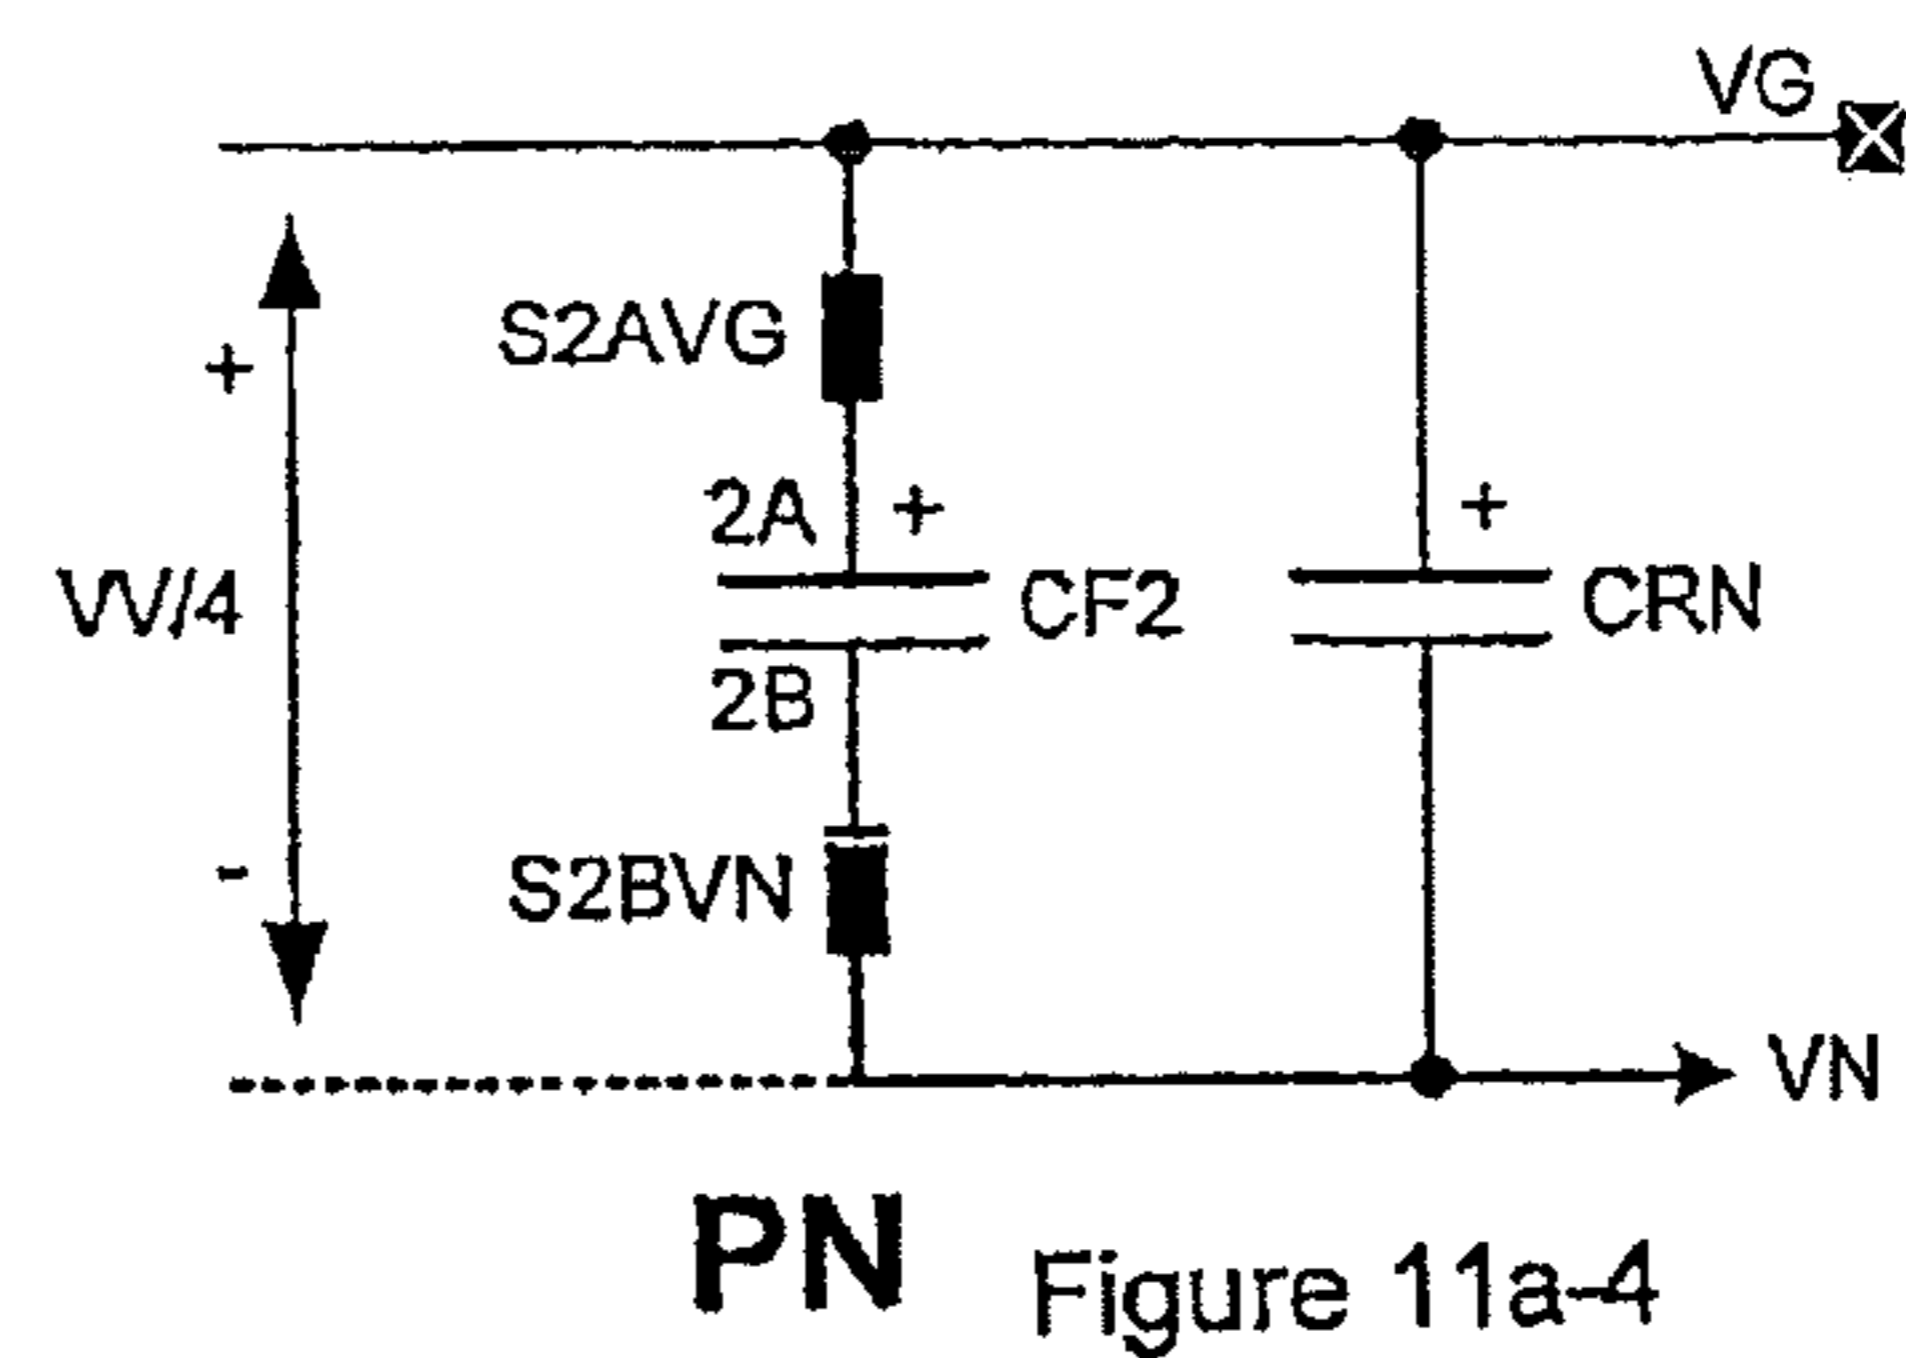 VG
S2AVG
+
2A +
+
VV/4
CF2
CRN
2B
-
S2BVN
VN
PN
Figure 11a-4